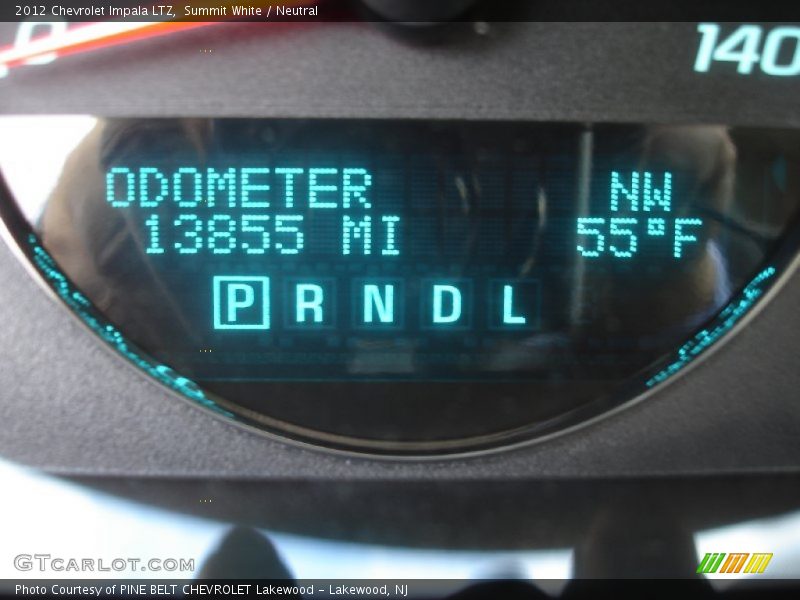 2012 Chevrolet Impala LTZ,  Summit White / Neutral
140
ODOMETER NW
13855 MI 55°F
P R N D L
GTCARLOT.COM
Photo Courtesy of PINE BELT CHEVROLET Lakewood - Lakewood, NJ